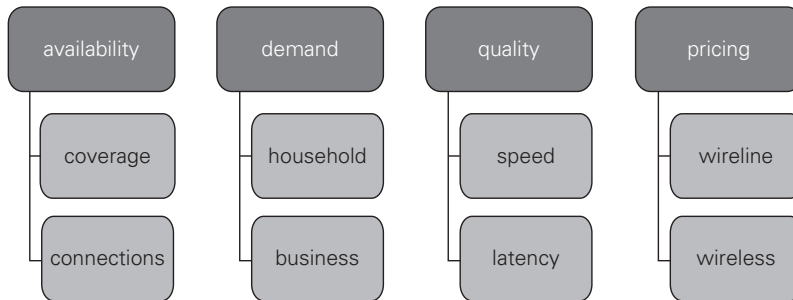 availability
coverage
connections
demand
household
business
quality
speed
latency
pricing
wireline
wireless